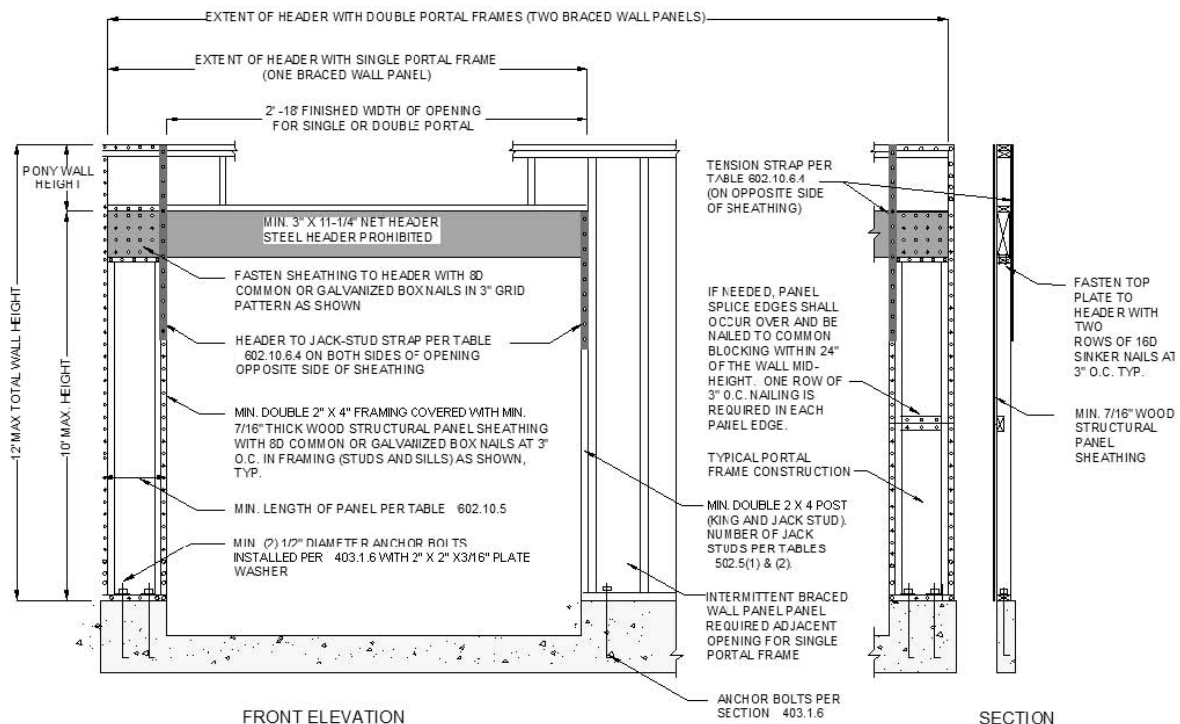 EXTENT OF HEADER WITH DOUBLE PORTAL FRAMES (TWO BRACED WALL PANELS)
EXTENT OF HEADER WITH SINGLE PORTAL FRAME
(ONE BRACED WALL PANEL)
2' -18' FINISHED WIDTH OF OPENING
FOR SINGLE OR DOUBLE PORTAL
PONY WALL
HEIGHT
12' MAX TOTAL WALL HEIGHT
10' MAX. HEIGHT
MIN. 3" X 11-1/4" NET HEADER
STEEL HEADER PROHIBITED
FASTEN SHEATHING TO HEADER WITH 8D
COMMON OR GALVANIZED BOX NAILS IN 3" GRID
PATTERN AS SHOWN
HEADER TO JACK-STUD STRAP PER TABLE
602.10.6.4 ON BOTH SIDES OF OPENING
OPPOSITE SIDE OF SHEATHING
MIN. DOUBLE 2" X 4" FRAMING COVERED WITH MIN.
7/16" THICK WOOD STRUCTURAL PANEL SHEATHING
WITH 8D COMMON OR GALVANIZED BOX NAILS AT 3"
O.C. IN FRAMING (STUDS AND SILLS) AS SHOWN,
TYP.
MIN. LENGTH OF PANEL PER TABLE 602.10.5
MIN. (2) 1/2" DIAMETER ANCHOR BOLTS
INSTALLED PER 403.1.6 WITH 2" X 2" X3/16" PLATE
WASHER
TENSION STRAP PER
TABLE 602.10.6.4
(ON OPPOSITE SIDE
OF SHEATHING)
IF NEEDED, PANEL
SPLICE EDGES SHALL
OCCUR OVER AND BE
NAILED TO COMMON
BLOCKING WITHIN 24"
OF THE WALL MID-
HEIGHT. ONE ROW OF
3" O.C. NAILING IS
REQUIRED IN EACH
PANEL EDGE.
TYPICAL PORTAL
FRAME CONSTRUCTION
MIN. DOUBLE 2 X 4 POST
(KING AND JACK STUD).
NUMBER OF JACK
STUDS PER TABLES
502.5(1) & (2).
INTERMITTENT BRACED
WALL PANEL PANEL
REQUIRED ADJACENT
OPENING FOR SINGLE
PORTAL FRAME
ANCHOR BOLTS PER
SECTION 403.1.6
FASTEN TOP
PLATE TO
HEADER WITH
TWO
ROWS OF 16D
SINKER NAILS AT
3" O.C. TYP.
MIN. 7/16" WOOD
STRUCTURAL
PANEL
SHEATHING
FRONT ELEVATION
SECTION